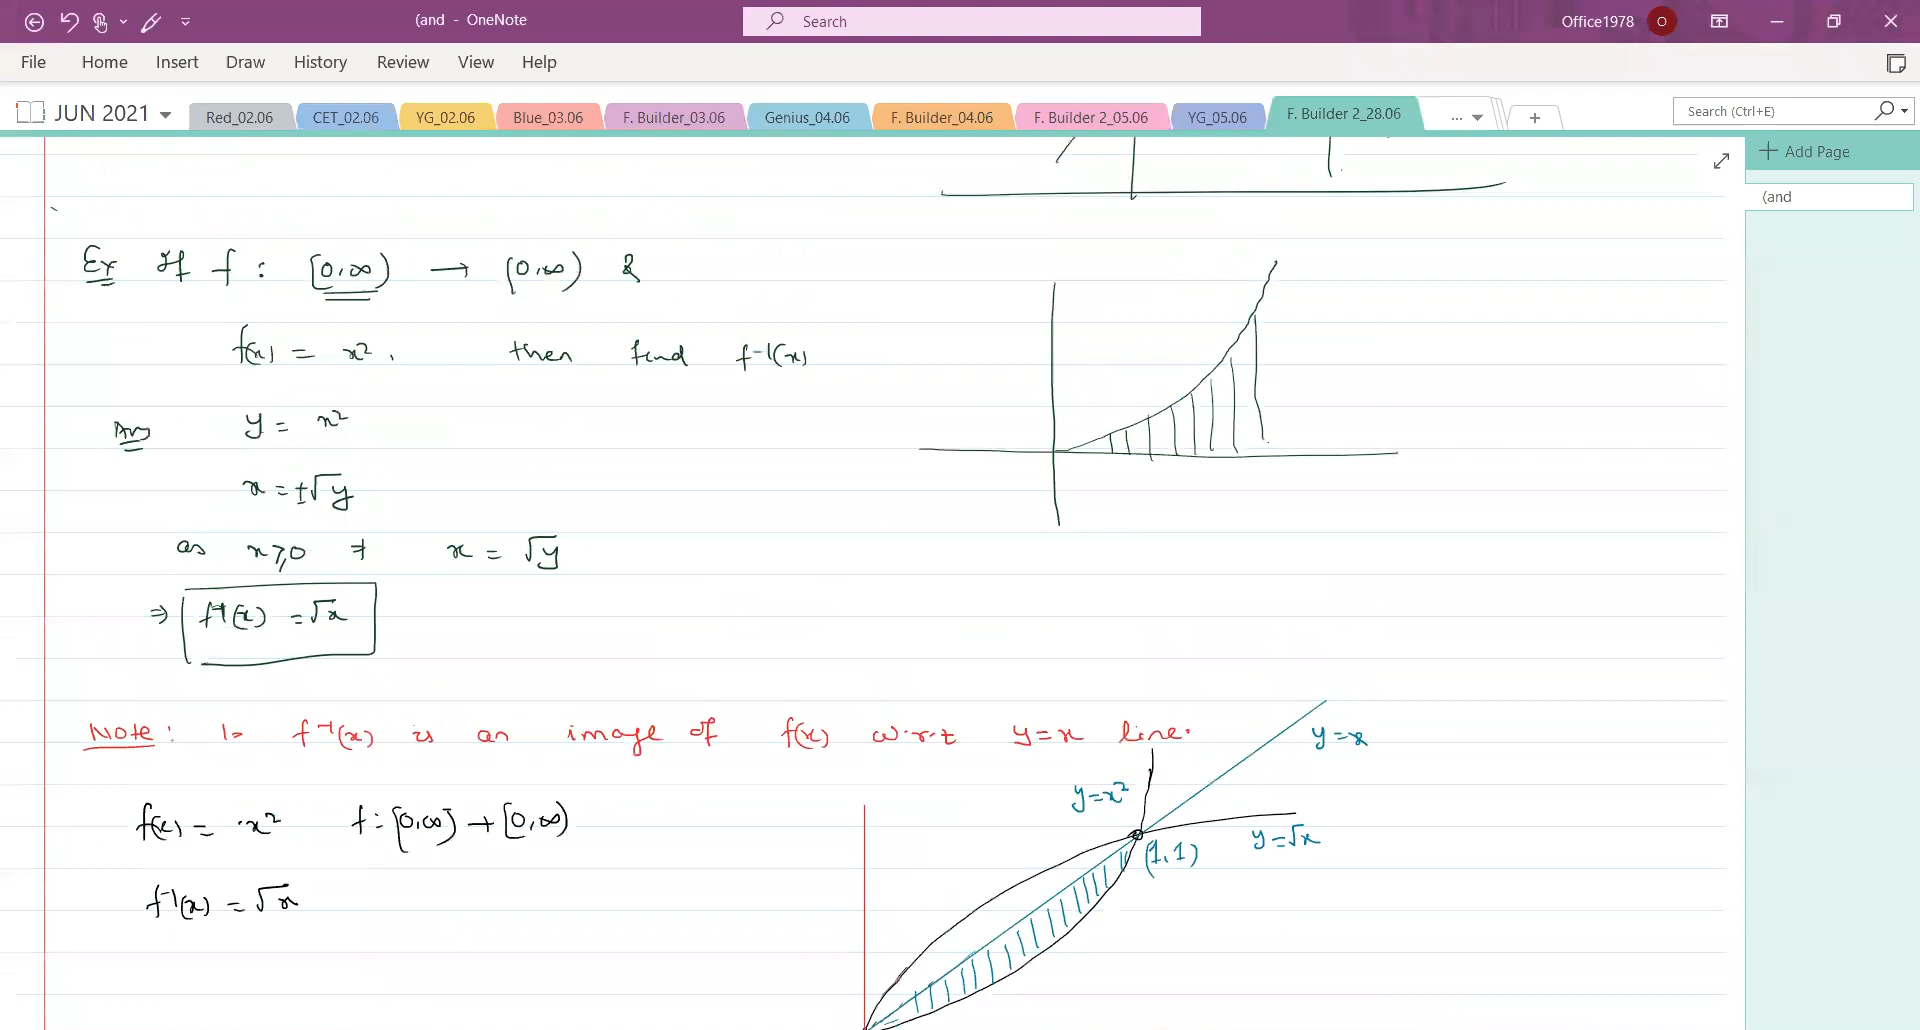 (and - OneNote
Search
Office1978
O
File Home Insert Draw History Review View Help
JUN 2021
Red_02.06 CET_02.06 YG_02.06 Blue_03.06 F. Builder_03.06 Genius_04.06 F. Builder_04.06 F. Builder 2_05.06 YG_05.06 F. Builder 2_28.06 ... +
Search (Ctrl+E)
+ Add Page
(and
Ex If f : [0,∞) → [0,∞) &
f(x) = x², then find f⁻¹(x)
Ans y = x²
x = ±√y
as x ≥ 0 ⇒ x = √y
⇒ f⁻¹(x) = √x
Note: 1- f⁻¹(x) is an image of f(x) w.r.t y=x line.
y=x
y=x²
f(x) = x² f: [0,∞) → [0,∞)
y=√x
(1,1)
f⁻¹(x) = √x